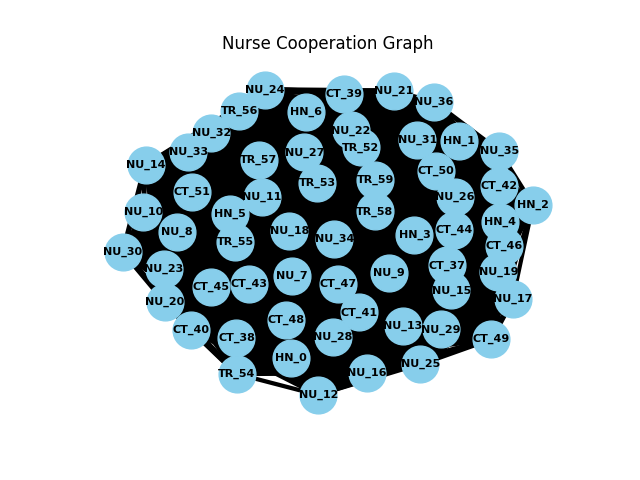 Nurse Cooperation Graph
NU_24
CT_39
NU_21
NU_36
TR_56
HN_6
NU_32
NU_22
NU_31
HN_1
TR_52
NU_33
NU_27
NU_35
TR_57
NU_14
CT_50
TR_53
TR_59
CT_42
CT_51
NU_11
NU_26
HN_2
NU_10
HN_5
TR_58
HN_4
NU_8
NU_18
CT_44
HN_3
NU_34
TR_55
CT_46
NU_30
CT_37
NU_23
NU_19
NU_9
NU_7
CT_43
CT_47
CT_45
NU_15
NU_17
NU_20
CT_41
CT_48
NU_13
NU_29
CT_40
NU_28
CT_38
CT_49
HN_0
NU_25
NU_16
TR_54
NU_12